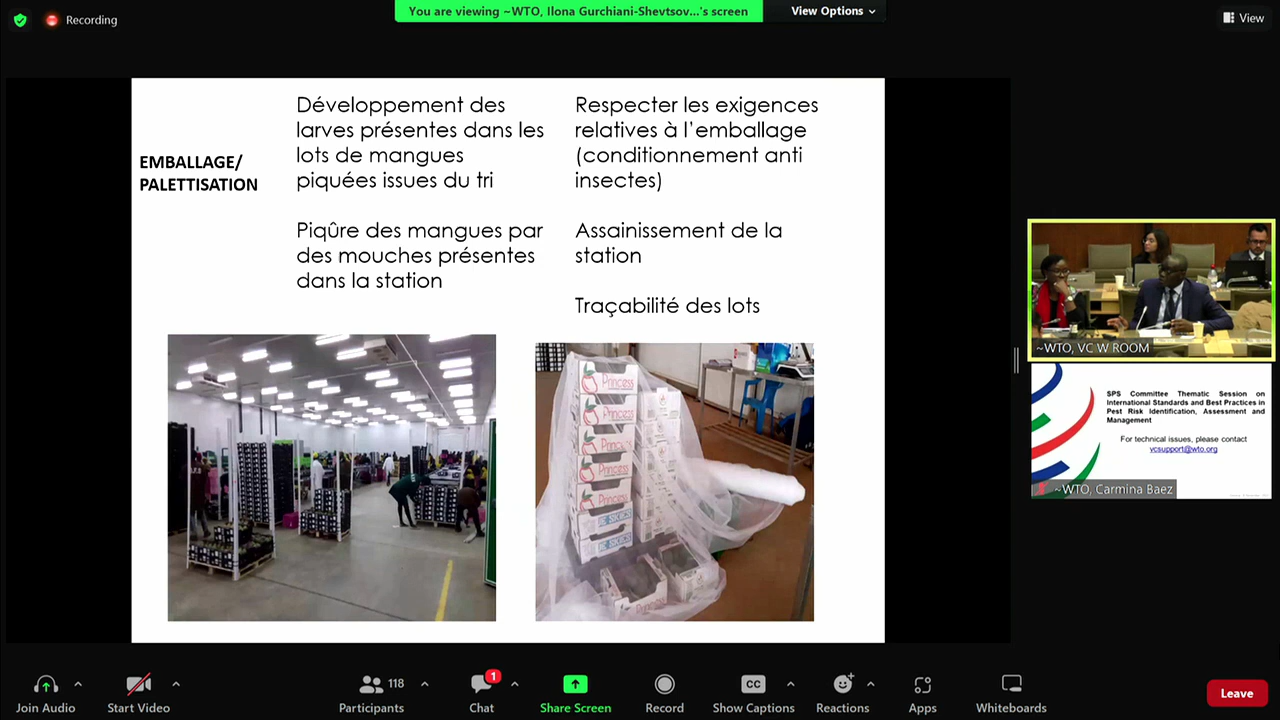 Recording
You are viewing ~WTO, Ilona Gurchiani-Shevtsov...'s screen
View Options
View
EMBALLAGE/
PALETTISATION
Développement des
larves présentes dans les
lots de mangues
piquées issues du tri
Piqûre des mangues par
des mouches présentes
dans la station
Respecter les exigences
relatives à l'emballage
(conditionnement anti
insectes)
Assainissement de la
station
Traçabilité des lots
Princess
Princess
Princess
Princess
Princess
Princess
~WTO, VC W ROOM
SPS Committee Thematic Session on
International Standards and Best Practices in
Pest Risk Identification, Assessment and
Management
For technical issues, please contact
vcsupport@wto.org
~WTO, Carmina Baez
Join Audio
Start Video
118
Participants
1
Chat
Share Screen
Record
CC
Show Captions
Reactions
Apps
Whiteboards
Leave